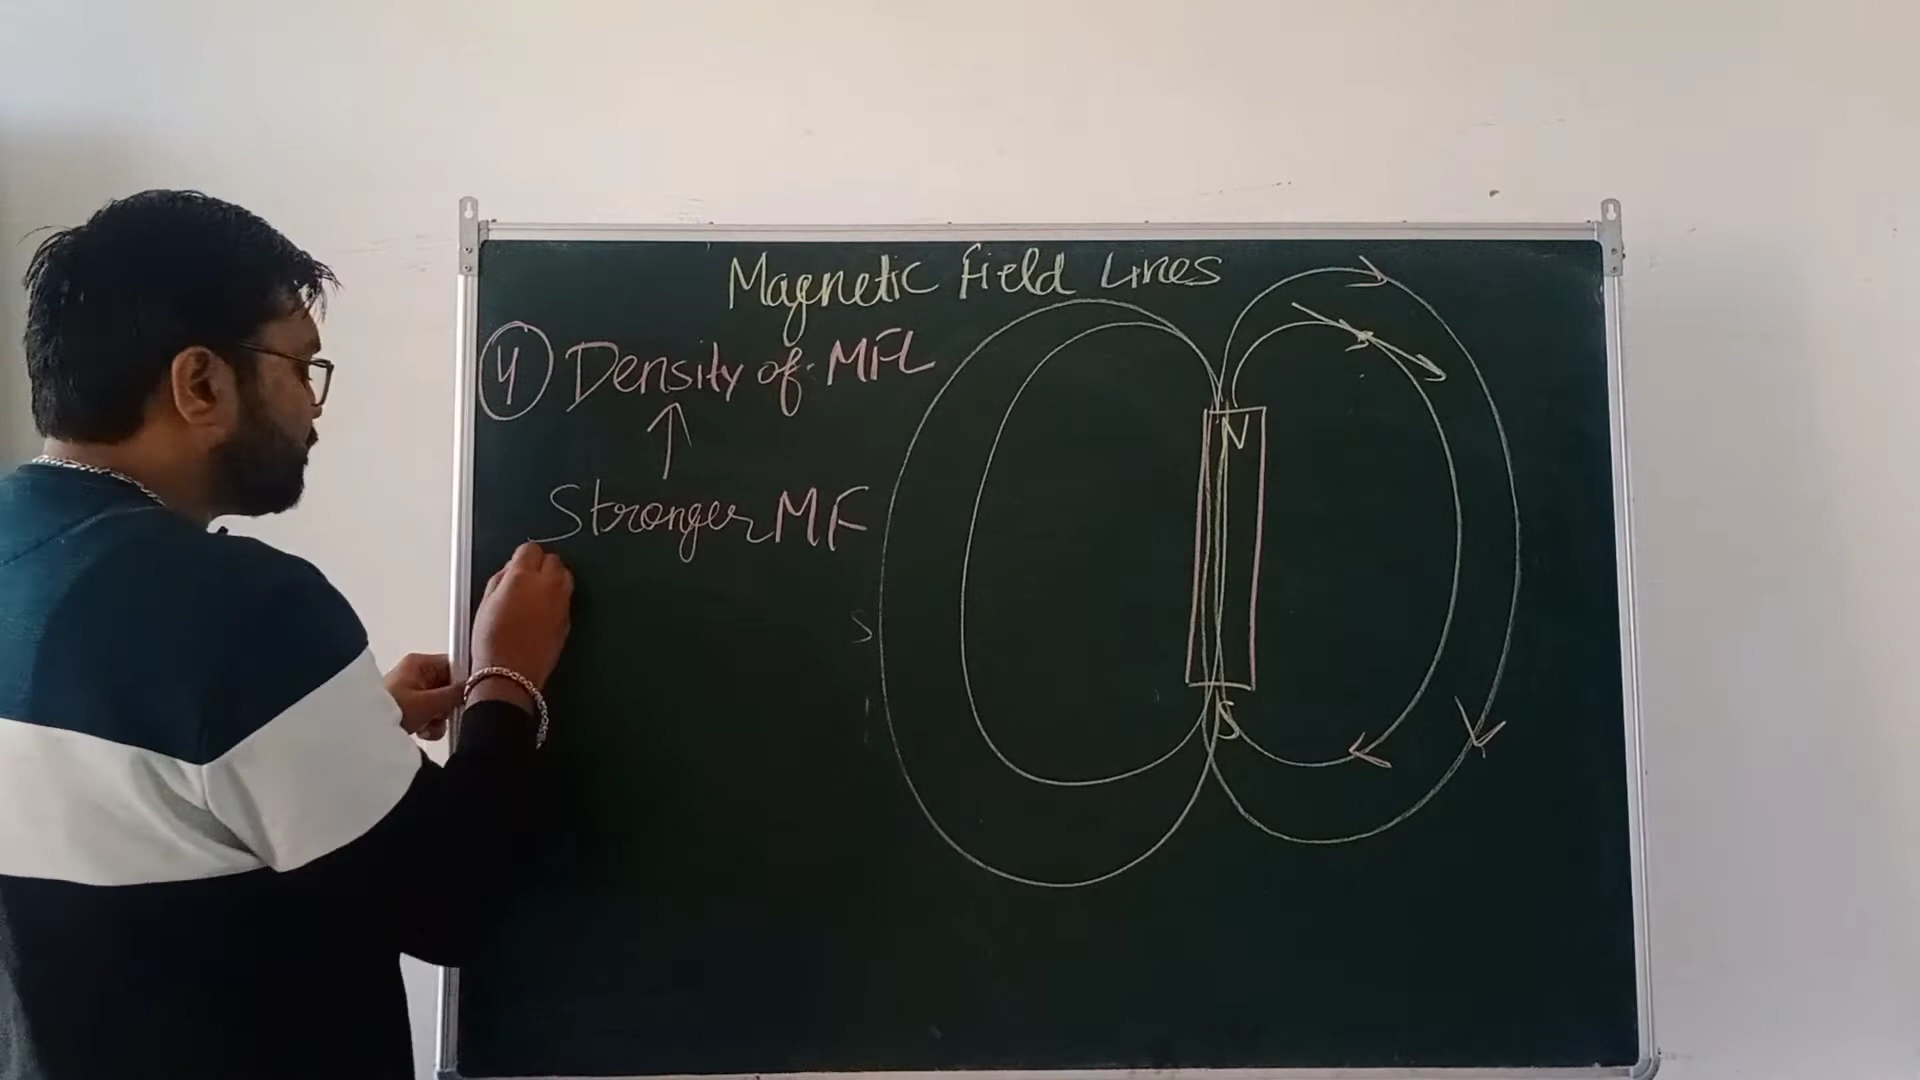 Magnetic Field Lines
4 Density of MFL
↑
Stronger MF
N
S
S